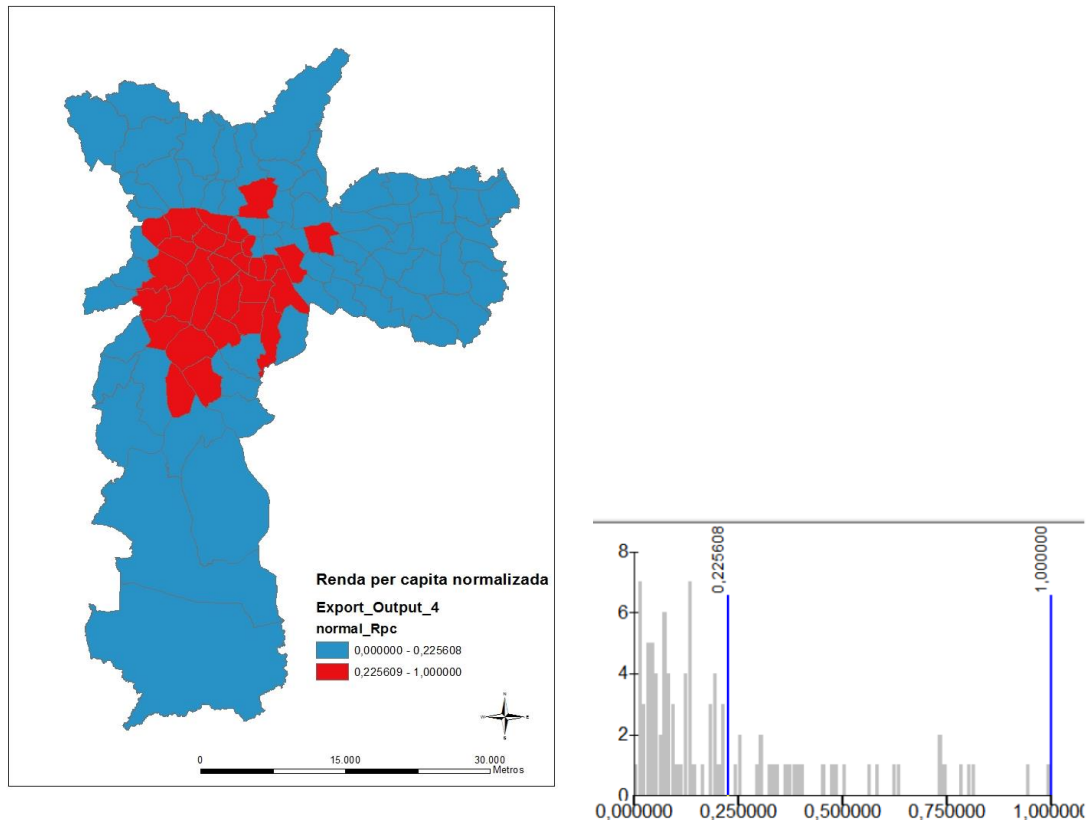 Renda per capita normalizada
Export_Output_4
normal_Rpc
0,000000 - 0,225608
0,225609 - 1,000000
N
W E
S
0 15.000 30.000
Metros
0,225608
1,000000
8
6
4
2
0
0,000000 0,250000 0,500000 0,750000 1,00000